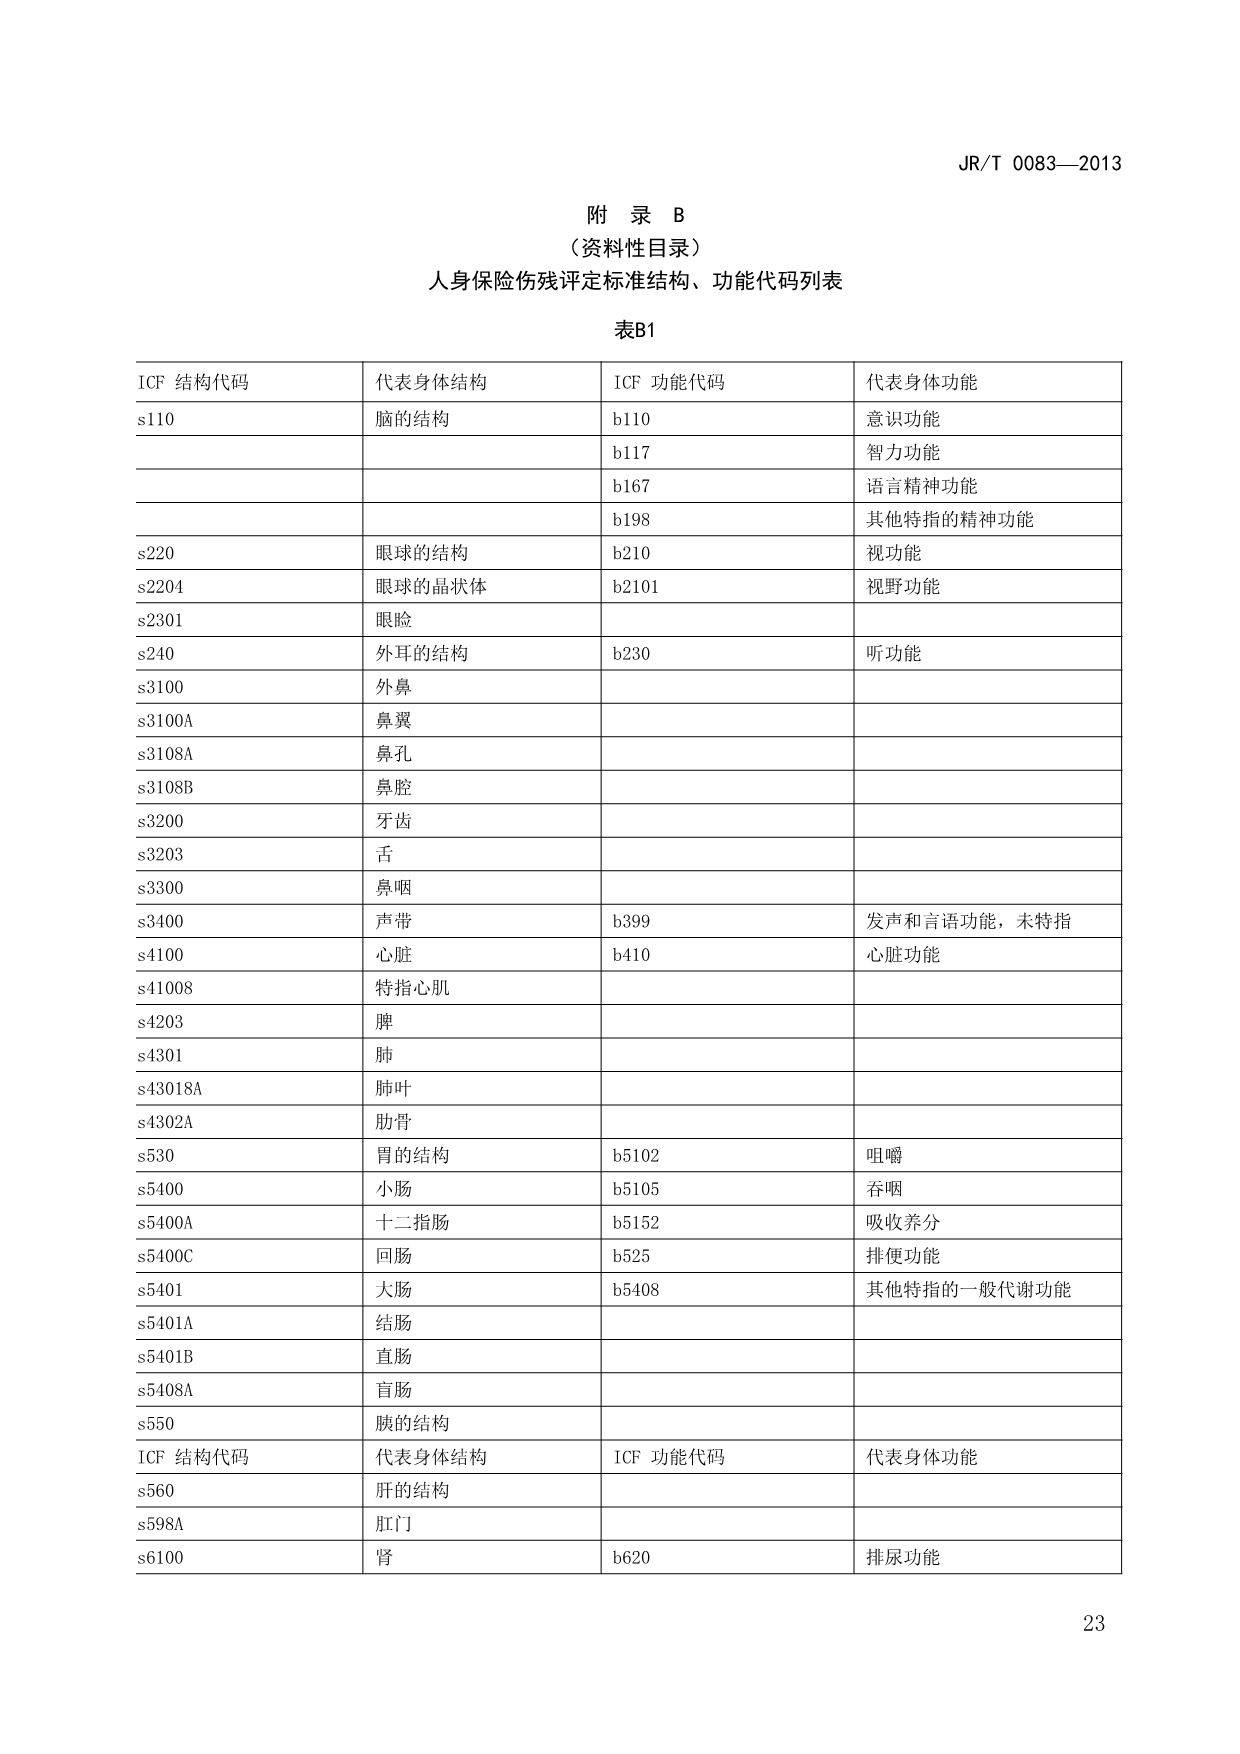 JR/T 0083—2013
附 录 B
（资料性目录）
人身保险伤残评定标准结构、功能代码列表
表B1
ICF 结构代码 代表身体结构 ICF 功能代码 代表身体功能
s110 脑的结构 b110 意识功能
b117 智力功能
b167 语言精神功能
b198 其他特指的精神功能
s220 眼球的结构 b210 视功能
s2204 眼球的晶状体 b2101 视野功能
s2301 眼睑
s240 外耳的结构 b230 听功能
s3100 外鼻
s3100A 鼻翼
s3108A 鼻孔
s3108B 鼻腔
s3200 牙齿
s3203 舌
s3300 鼻咽
s3400 声带 b399 发声和言语功能，未特指
s4100 心脏 b410 心脏功能
s41008 特指心肌
s4203 脾
s4301 肺
s43018A 肺叶
s4302A 肋骨
s530 胃的结构 b5102 咀嚼
s5400 小肠 b5105 吞咽
s5400A 十二指肠 b5152 吸收养分
s5400C 回肠 b525 排便功能
s5401 大肠 b5408 其他特指的一般代谢功能
s5401A 结肠
s5401B 直肠
s5408A 盲肠
s550 胰的结构
ICF 结构代码 代表身体结构 ICF 功能代码 代表身体功能
s560 肝的结构
s598A 肛门
s6100 肾 b620 排尿功能
23